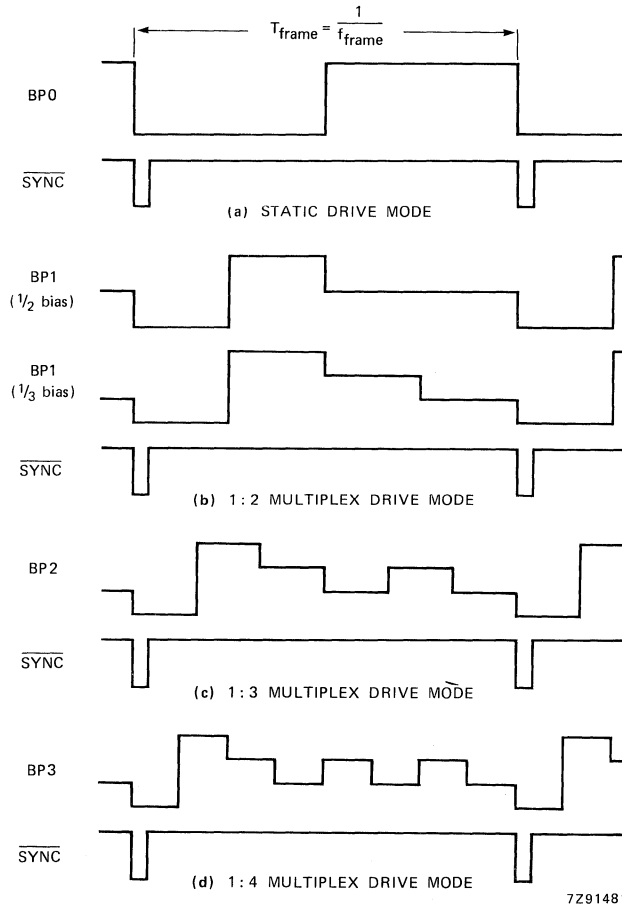 T_frame = 1 / f_frame
BP0
SYNC
(a) STATIC DRIVE MODE
BP1
(1/2 bias)
BP1
(1/3 bias)
SYNC
(b) 1:2 MULTIPLEX DRIVE MODE
BP2
SYNC
(c) 1:3 MULTIPLEX DRIVE MODE
BP3
SYNC
(d) 1:4 MULTIPLEX DRIVE MODE
7Z9148